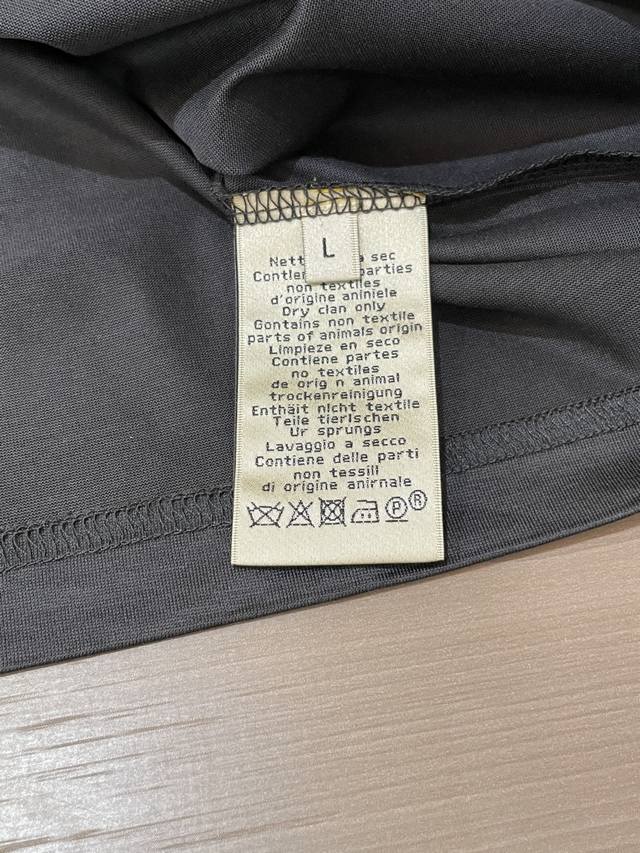 L
Nett a sec
Contie parties
non textiles
d'origine aniniele
Dry clan only
Gontains non textile
parts of animals origin
Limpieze en seco
Contiene partes
no textiles
de orig n animal
trockenreinigung
Enthäit nicht textile
Teile tierischen
Ur sprungs
Lavaggio a secco
Contiene delle parti
non tessili
di origine anirnale
P ®